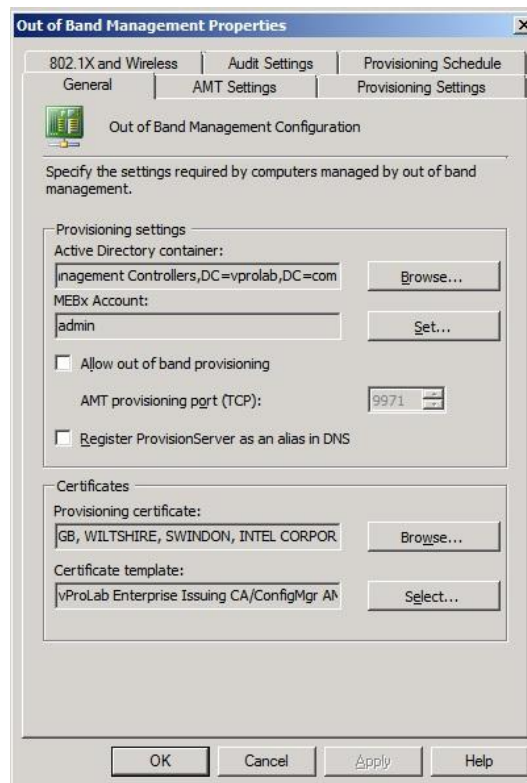 Out of Band Management Properties
802.1X and Wireless
Audit Settings
Provisioning Schedule
General
AMT Settings
Provisioning Settings
Out of Band Management Configuration
Specify the settings required by computers managed by out of band
management.
Provisioning settings
Active Directory container:
nagement Controllers,DC=vprolab,DC=com
Browse...
MEBx Account:
admin
Set...
Allow out of band provisioning
AMT provisioning port (TCP):
9971
Register ProvisionServer as an alias in DNS
Certificates
Provisioning certificate:
GB, WILTSHIRE, SWINDON, INTEL CORPOR
Browse...
Certificate template:
vProLab Enterprise Issuing CA/ConfigMgr AM
Select...
OK
Cancel
Apply
Help